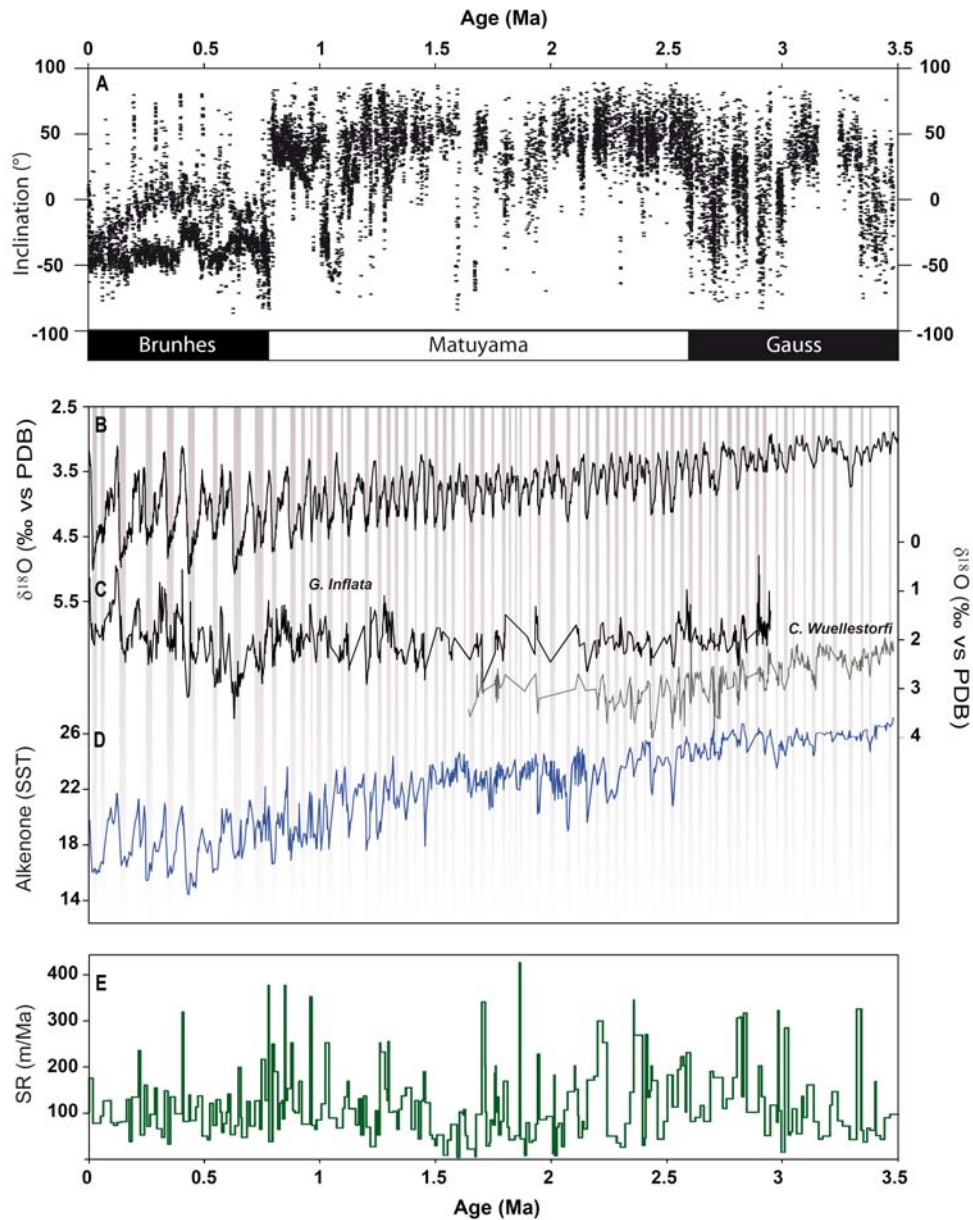 Age (Ma)
0 0.5 1 1.5 2 2.5 3 3.5
A
Inclination (°)
100 100
50 50
0 0
-50 -50
-100 -100
Brunhes Matuyama Gauss
B
δ18O (‰ vs PDB)
2.5
3.5
4.5
5.5
C
G. Inflata
C. Wuellestorfi
δ18O (‰ vs PDB)
0
1
2
3
4
D
Alkenone (SST)
26
22
18
14
E
SR (m/Ma)
400
300
200
100
0 0.5 1 1.5 2 2.5 3 3.5
Age (Ma)